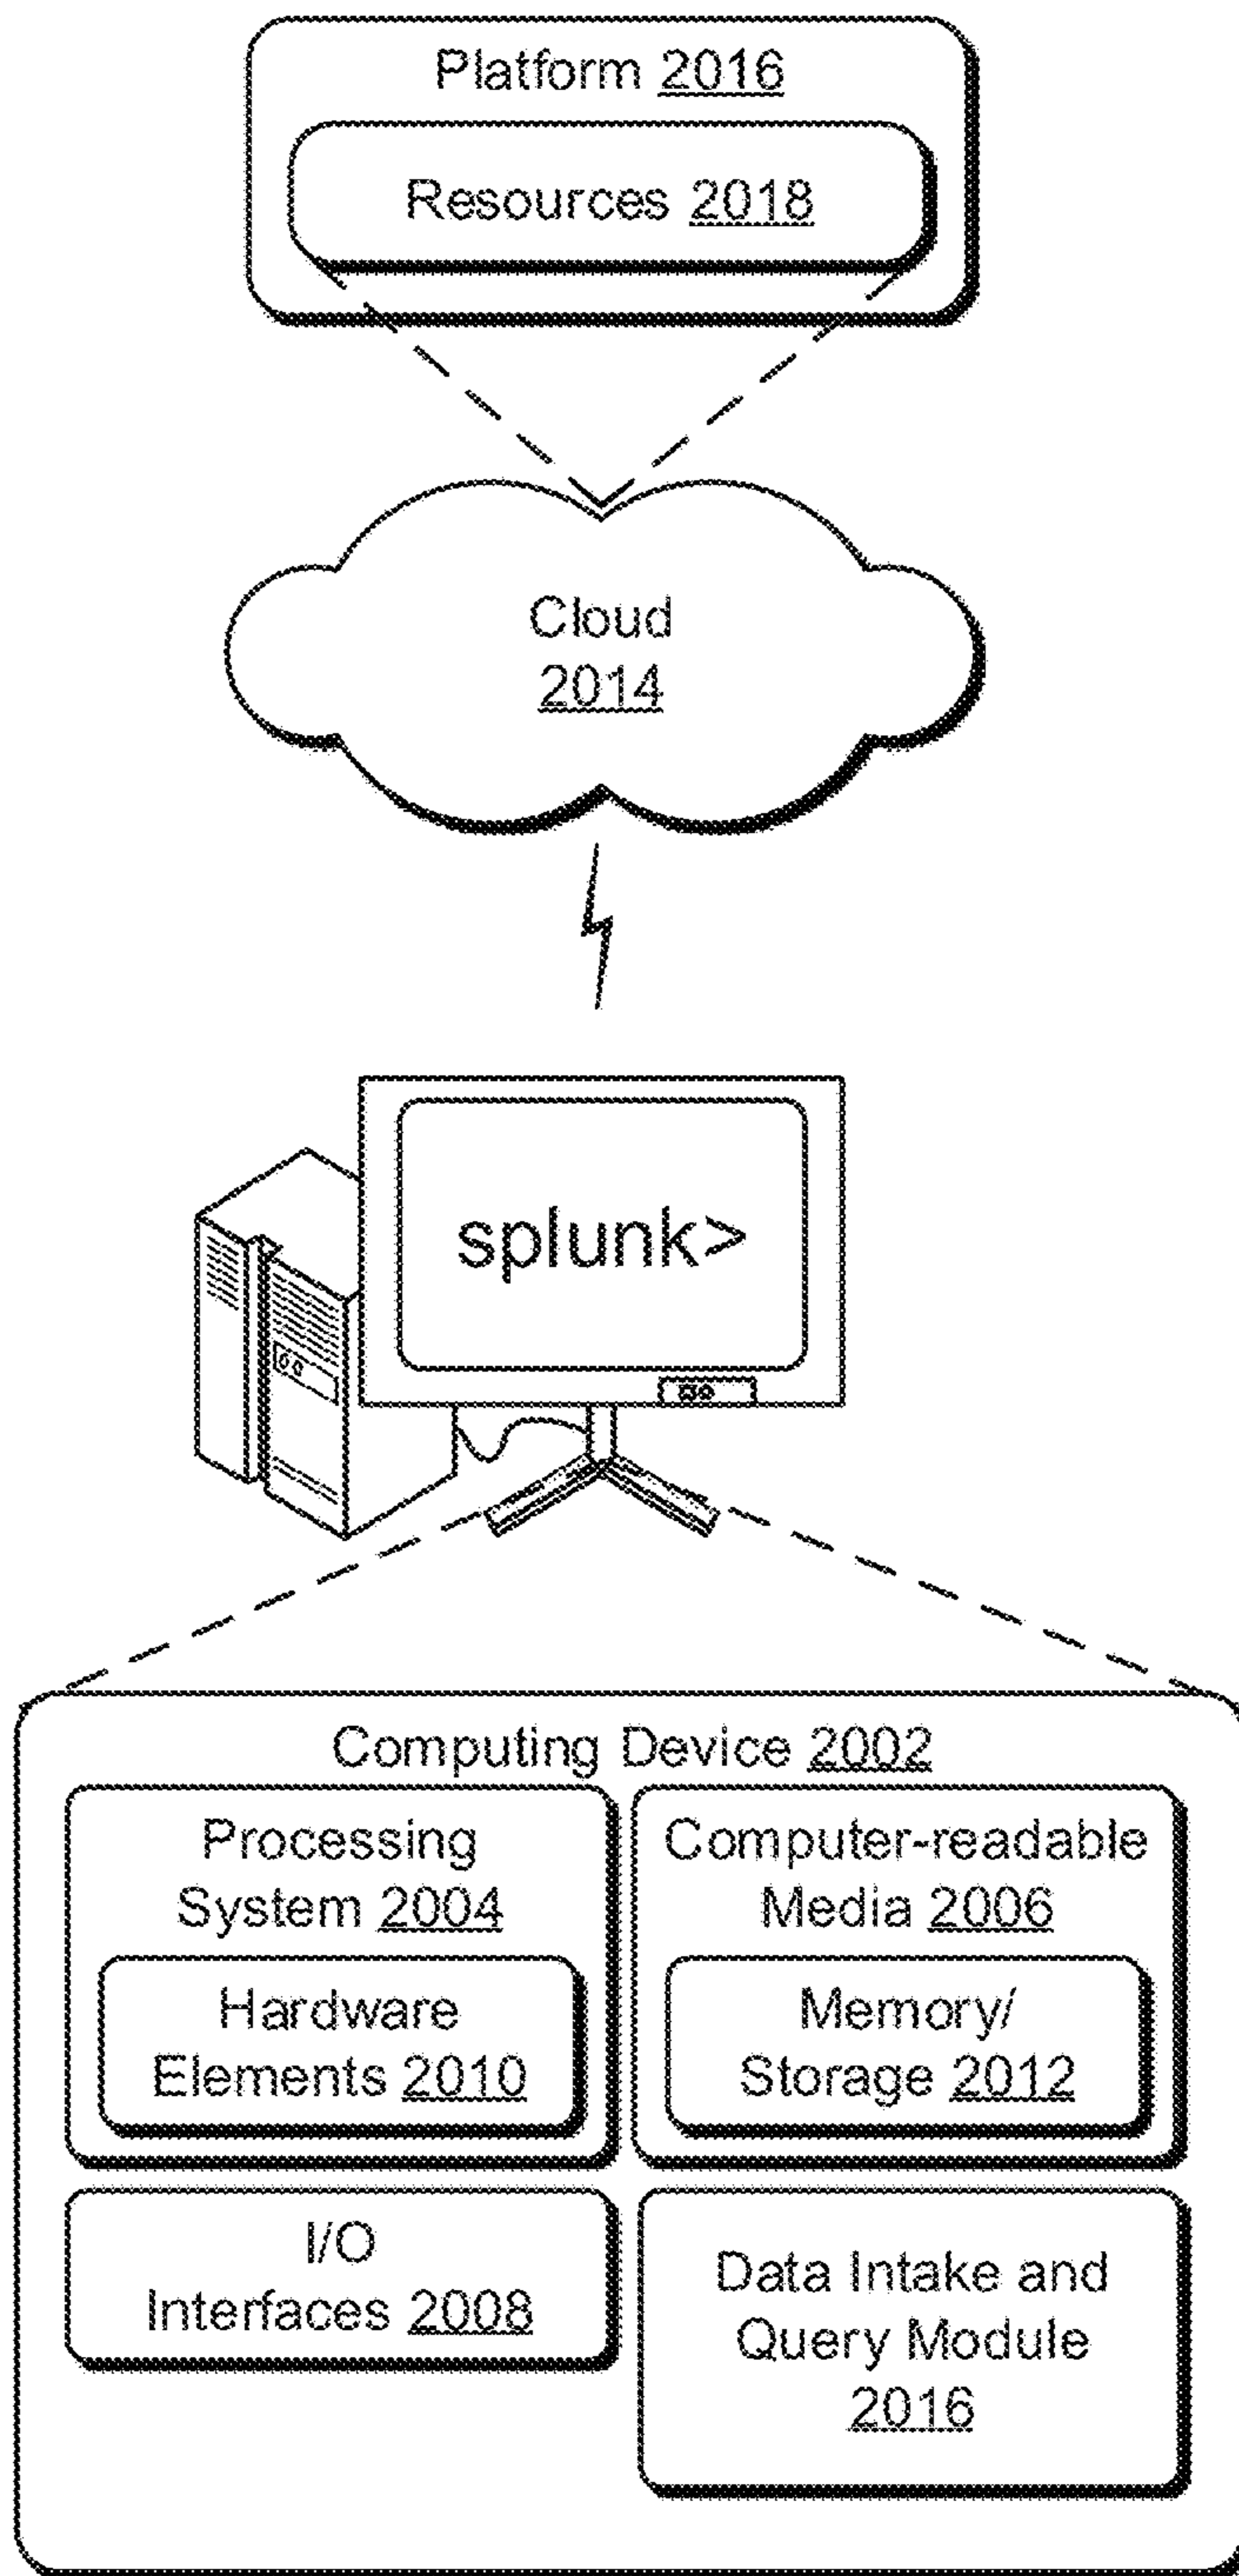 Platform 2016
Resources 2018
Cloud
2014
splunk>
Computing Device 2002
Processing
System 2004
Hardware
Elements 2010
Computer-readable
Media 2006
Memory/
Storage 2012
I/O
Interfaces 2008
Data Intake and
Query Module
2016